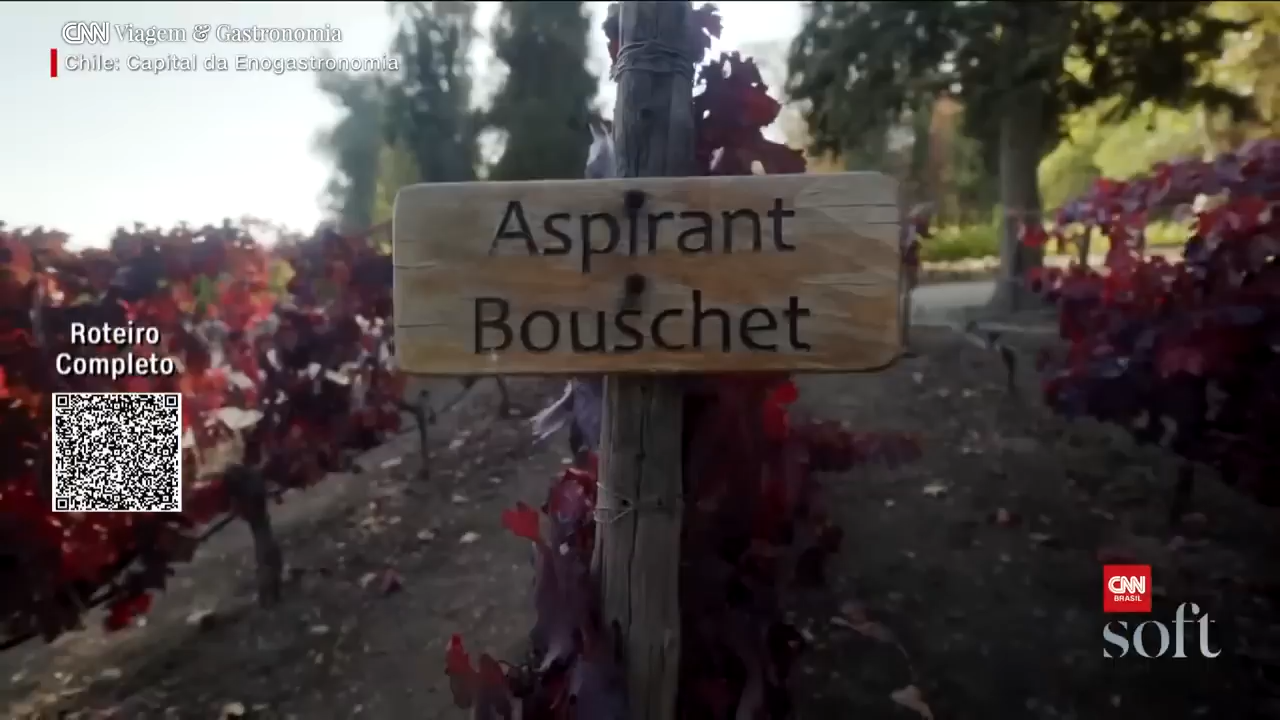 CNN Viagem & Gastronomia
Chile: Capital da Enogastronomia
Aspirant
Bouschet
Roteiro
Completo
CNN
BRASIL
soft